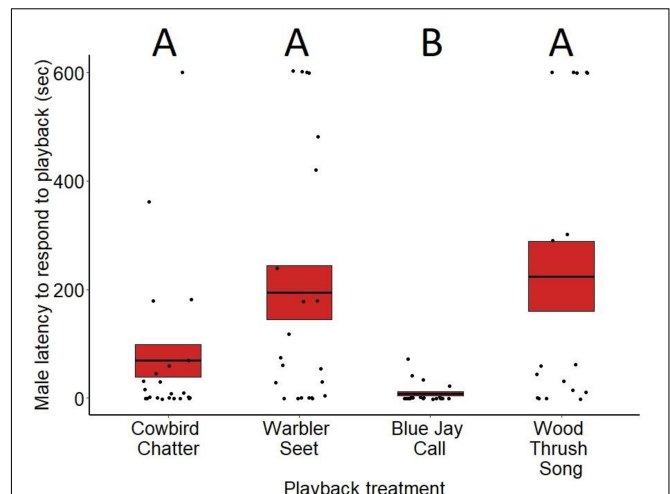 A A B A
Male latency to respond to playback (sec)
600
400
200
0
Cowbird Warbler Blue Jay Wood
Chatter Seet Call Thrush
Song
Playback treatment